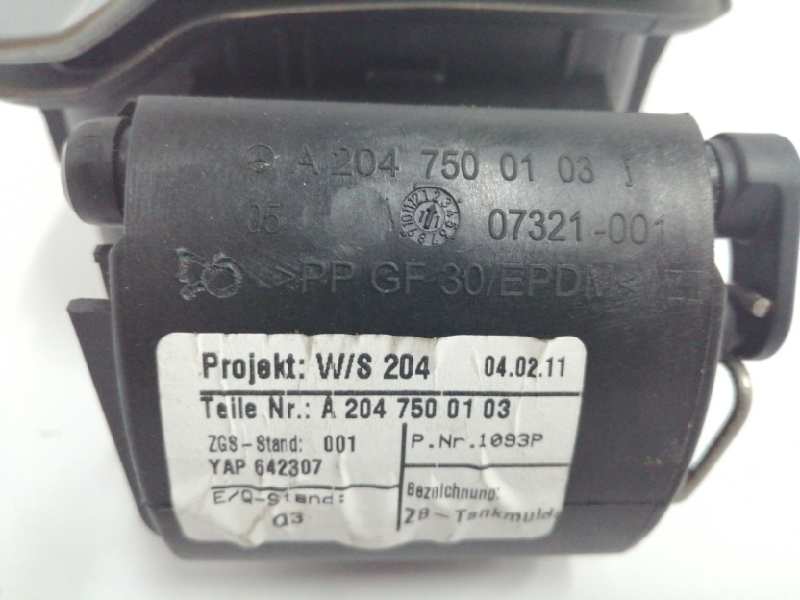 A 204 750 01 03
05 07321-001
>PP GF 30/EPDM<
Projekt: W/S 204 04.02.11
Teile Nr.: A 204 750 01 03
ZGS-Stand: 001 P.Nr.1093P
YAP 642307
E/Q-Stand: Bezeichnung:
a3 ZB-Tankmulde